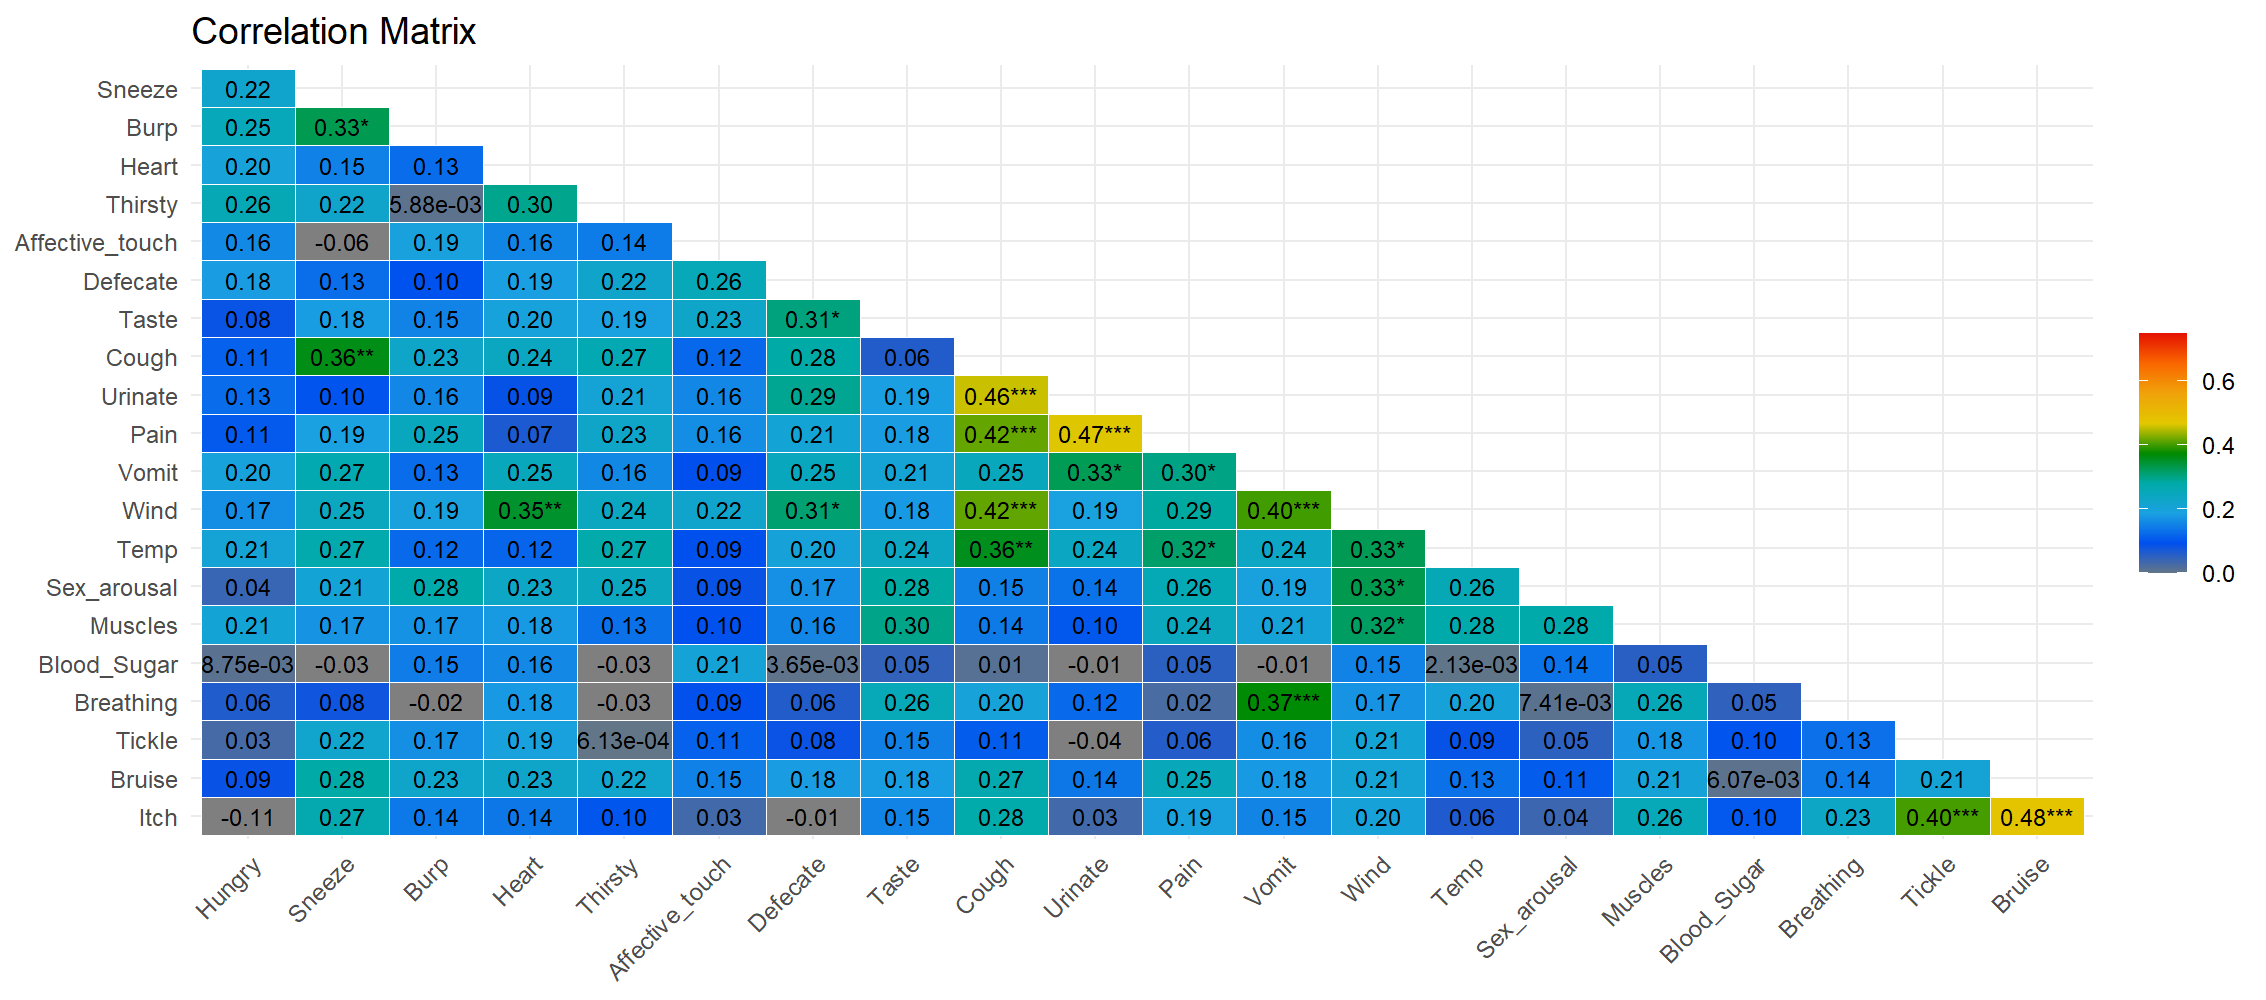 Correlation Matrix
Sneeze 0.22
Burp 0.25 0.33*
Heart 0.20 0.15 0.13
Thirsty 0.26 0.22 5.88e-03 0.30
Affective_touch 0.16 -0.06 0.19 0.16 0.14
Defecate 0.18 0.13 0.10 0.19 0.22 0.26
Taste 0.08 0.18 0.15 0.20 0.19 0.23 0.31*
Cough 0.11 0.36** 0.23 0.24 0.27 0.12 0.28 0.06
Urinate 0.13 0.10 0.16 0.09 0.21 0.16 0.29 0.19 0.46***
Pain 0.11 0.19 0.25 0.07 0.23 0.16 0.21 0.18 0.42*** 0.47***
Vomit 0.20 0.27 0.13 0.25 0.16 0.09 0.25 0.21 0.25 0.33* 0.30*
Wind 0.17 0.25 0.19 0.35** 0.24 0.22 0.31* 0.18 0.42*** 0.19 0.29 0.40***
Temp 0.21 0.27 0.12 0.12 0.27 0.09 0.20 0.24 0.36** 0.24 0.32* 0.24 0.33*
Sex_arousal 0.04 0.21 0.28 0.23 0.25 0.09 0.17 0.28 0.15 0.14 0.26 0.19 0.33* 0.26
Muscles 0.21 0.17 0.17 0.18 0.13 0.10 0.16 0.30 0.14 0.10 0.24 0.21 0.32* 0.28 0.28
Blood_Sugar 8.75e-03 -0.03 0.15 0.16 -0.03 0.21 3.65e-03 0.05 0.01 -0.01 0.05 -0.01 0.15 2.13e-03 0.14 0.05
Breathing 0.06 0.08 -0.02 0.18 -0.03 0.09 0.06 0.26 0.20 0.12 0.02 0.37*** 0.17 0.20 7.41e-03 0.26 0.05
Tickle 0.03 0.22 0.17 0.19 6.13e-04 0.11 0.08 0.15 0.11 -0.04 0.06 0.16 0.21 0.09 0.05 0.18 0.10 0.13
Bruise 0.09 0.28 0.23 0.23 0.22 0.15 0.18 0.18 0.27 0.14 0.25 0.18 0.21 0.13 0.11 0.21 6.07e-03 0.14 0.21
Itch -0.11 0.27 0.14 0.14 0.10 0.03 -0.01 0.15 0.28 0.03 0.19 0.15 0.20 0.06 0.04 0.26 0.10 0.23 0.40*** 0.48***
Hungry Sneeze Burp Heart Thirsty Affective_touch Defecate Taste Cough Urinate Pain Vomit Wind Temp Sex_arousal Muscles Blood_Sugar Breathing Tickle Bruise
0.6
0.4
0.2
0.0